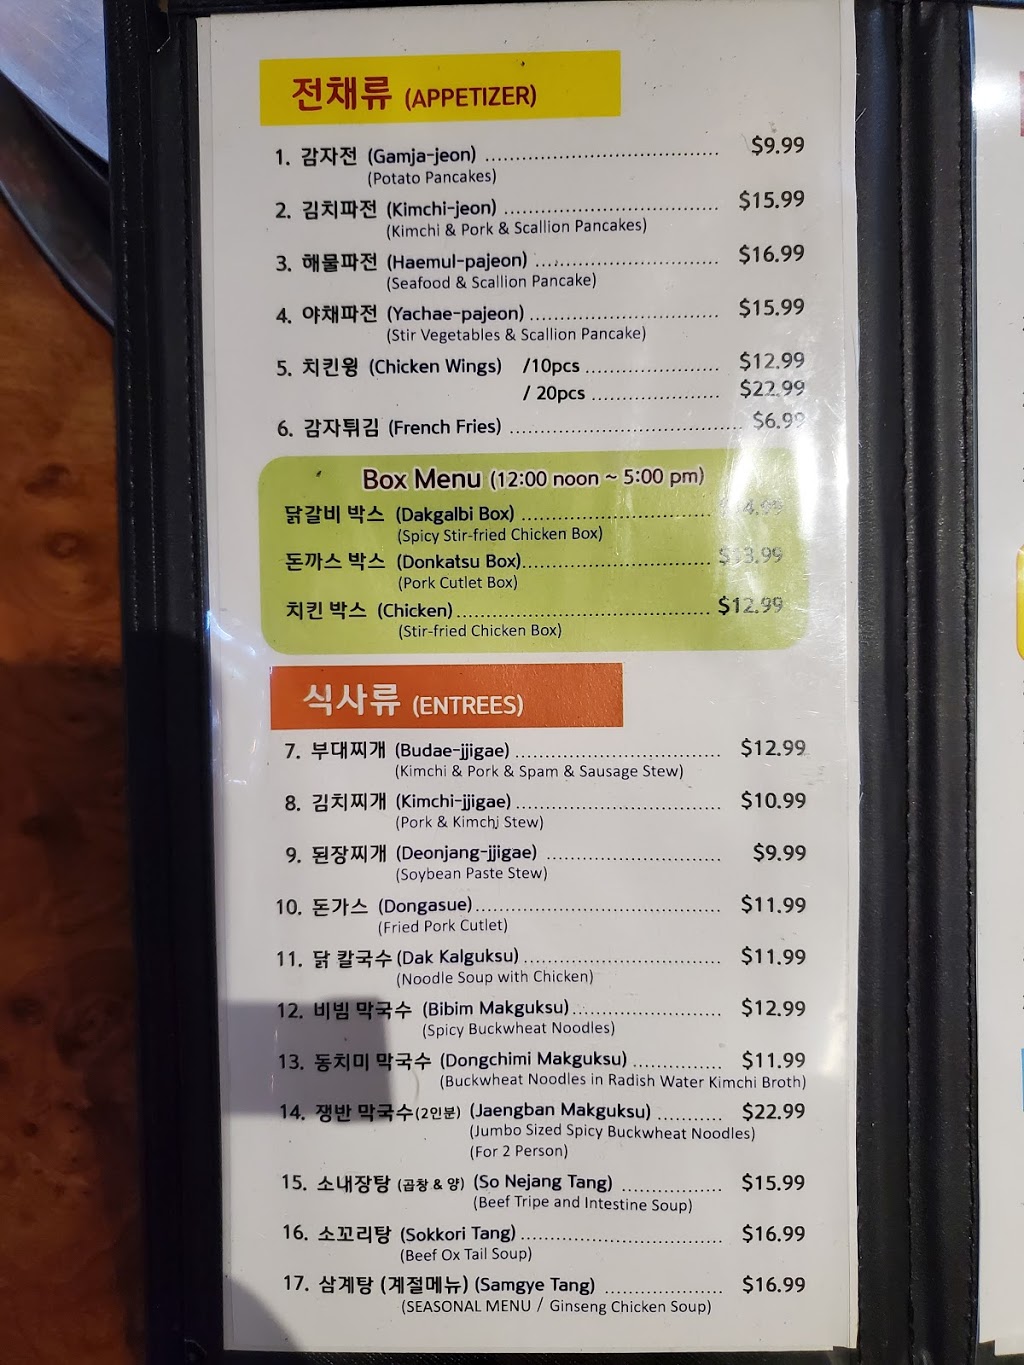 전채류 (APPETIZER)
1. 감자전 (Gamja-jeon) ........................................ $9.99
(Potato Pancakes)
2. 김치파전 (Kimchi-jeon) ..................................... $15.99
(Kimchi & Pork & Scallion Pancakes)
3. 해물파전 (Haemul-pajeon) ............................... $16.99
(Seafood & Scallion Pancake)
4. 야채파전 (Yachae-pajeon) ................................ $15.99
(Stir Vegetables & Scallion Pancake)
5. 치킨윙 (Chicken Wings) /10pcs ....................... $12.99
/ 20pcs ...................... $22.99
6. 감자튀김 (French Fries) ........................................ $6.99
Box Menu (12:00 noon ~ 5:00 pm)
닭갈비 박스 (Dakgalbi Box) ................................
(Spicy Stir-fried Chicken Box)
돈까스 박스 (Donkatsu Box)................................ $13.99
(Pork Cutlet Box)
치킨 박스 (Chicken)........................................... $12.99
(Stir-fried Chicken Box)
식사류 (ENTREES)
7. 부대찌개 (Budae-jjigae) .................................... $12.99
(Kimchi & Pork & Spam & Sausage Stew)
8. 김치찌개 (Kimchi-jjigae) ................................... $10.99
(Pork & Kimchi Stew)
9. 된장찌개 (Deonjang-jjigae) .............................. $9.99
(Soybean Paste Stew)
10. 돈가스 (Dongasue).......................................... $11.99
(Fried Pork Cutlet)
11. 닭 칼국수 (Dak Kalguksu) ................................. $11.99
(Noodle Soup with Chicken)
12. 비빔 막국수 (Bibim Makguksu).......................... $12.99
(Spicy Buckwheat Noodles)
13. 동치미 막국수 (Dongchimi Makguksu) ............... $11.99
(Buckwheat Noodles in Radish Water Kimchi Broth)
14. 쟁반 막국수(2인분) (Jaengban Makguksu) ........... $22.99
(Jumbo Sized Spicy Buckwheat Noodles)
(For 2 Person)
15. 소내장탕 (곱창 & 양) (So Nejang Tang) ................. $15.99
(Beef Tripe and Intestine Soup)
16. 소꼬리탕 (Sokkori Tang) ................................... $16.99
(Beef Ox Tail Soup)
17. 삼계탕 (계절메뉴) (Samgye Tang) .................... $16.99
(SEASONAL MENU / Ginseng Chicken Soup)